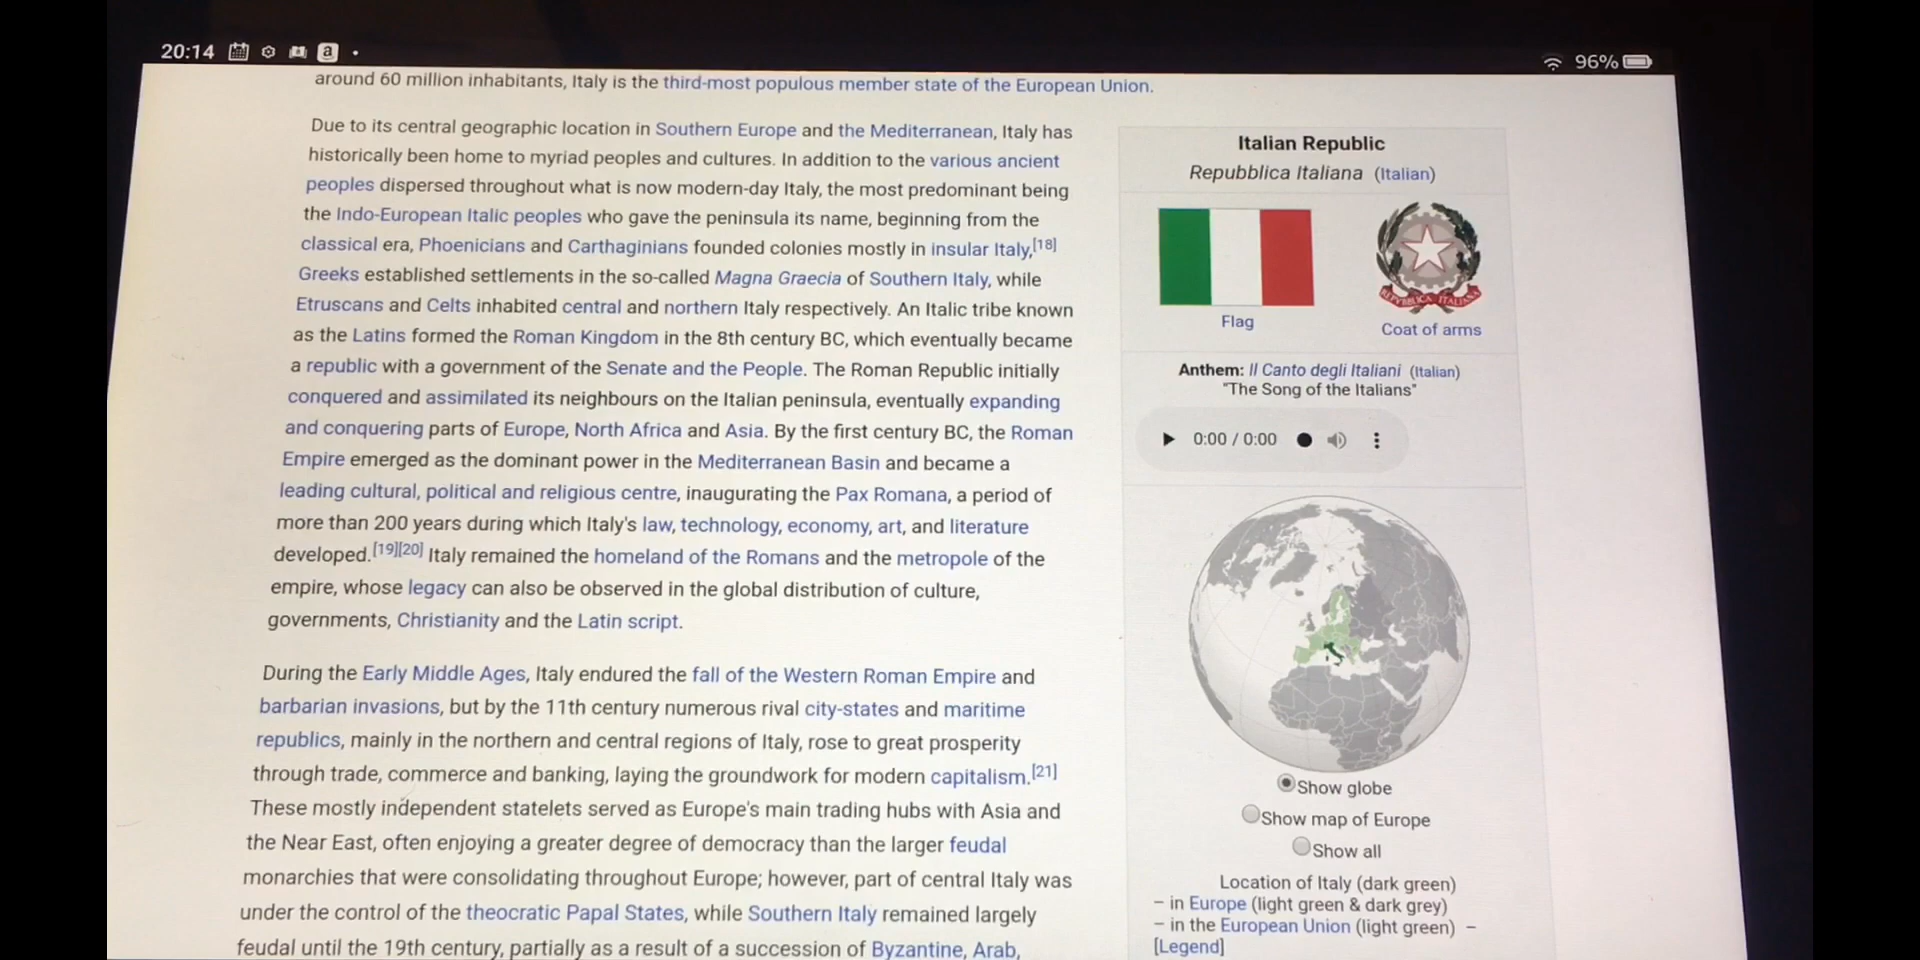 20:14
96%
around 60 million inhabitants, Italy is the third-most populous member state of the European Union.
Due to its central geographic location in Southern Europe and the Mediterranean, Italy has
historically been home to myriad peoples and cultures. In addition to the various ancient
peoples dispersed throughout what is now modern-day Italy, the most predominant being
the Indo-European Italic peoples who gave the peninsula its name, beginning from the
classical era, Phoenicians and Carthaginians founded colonies mostly in insular Italy,[18]
Greeks established settlements in the so-called Magna Graecia of Southern Italy, while
Etruscans and Celts inhabited central and northern Italy respectively. An Italic tribe known
as the Latins formed the Roman Kingdom in the 8th century BC, which eventually became
a republic with a government of the Senate and the People. The Roman Republic initially
conquered and assimilated its neighbours on the Italian peninsula, eventually expanding
and conquering parts of Europe, North Africa and Asia. By the first century BC, the Roman
Empire emerged as the dominant power in the Mediterranean Basin and became a
leading cultural, political and religious centre, inaugurating the Pax Romana, a period of
more than 200 years during which Italy's law, technology, economy, art, and literature
developed.[19][20] Italy remained the homeland of the Romans and the metropole of the
empire, whose legacy can also be observed in the global distribution of culture,
governments, Christianity and the Latin script.
During the Early Middle Ages, Italy endured the fall of the Western Roman Empire and
barbarian invasions, but by the 11th century numerous rival city-states and maritime
republics, mainly in the northern and central regions of Italy, rose to great prosperity
through trade, commerce and banking, laying the groundwork for modern capitalism.[21]
These mostly independent statelets served as Europe's main trading hubs with Asia and
the Near East, often enjoying a greater degree of democracy than the larger feudal
monarchies that were consolidating throughout Europe; however, part of central Italy was
under the control of the theocratic Papal States, while Southern Italy remained largely
feudal until the 19th century, partially as a result of a succession of Byzantine, Arab,
Italian Republic
Repubblica Italiana (Italian)
REPVBBLICA ITALIANA
Flag
Coat of arms
Anthem: Il Canto degli Italiani (Italian)
"The Song of the Italians"
0:00 / 0:00
Show globe
Show map of Europe
Show all
Location of Italy (dark green)
– in Europe (light green & dark grey)
– in the European Union (light green) –
[Legend]